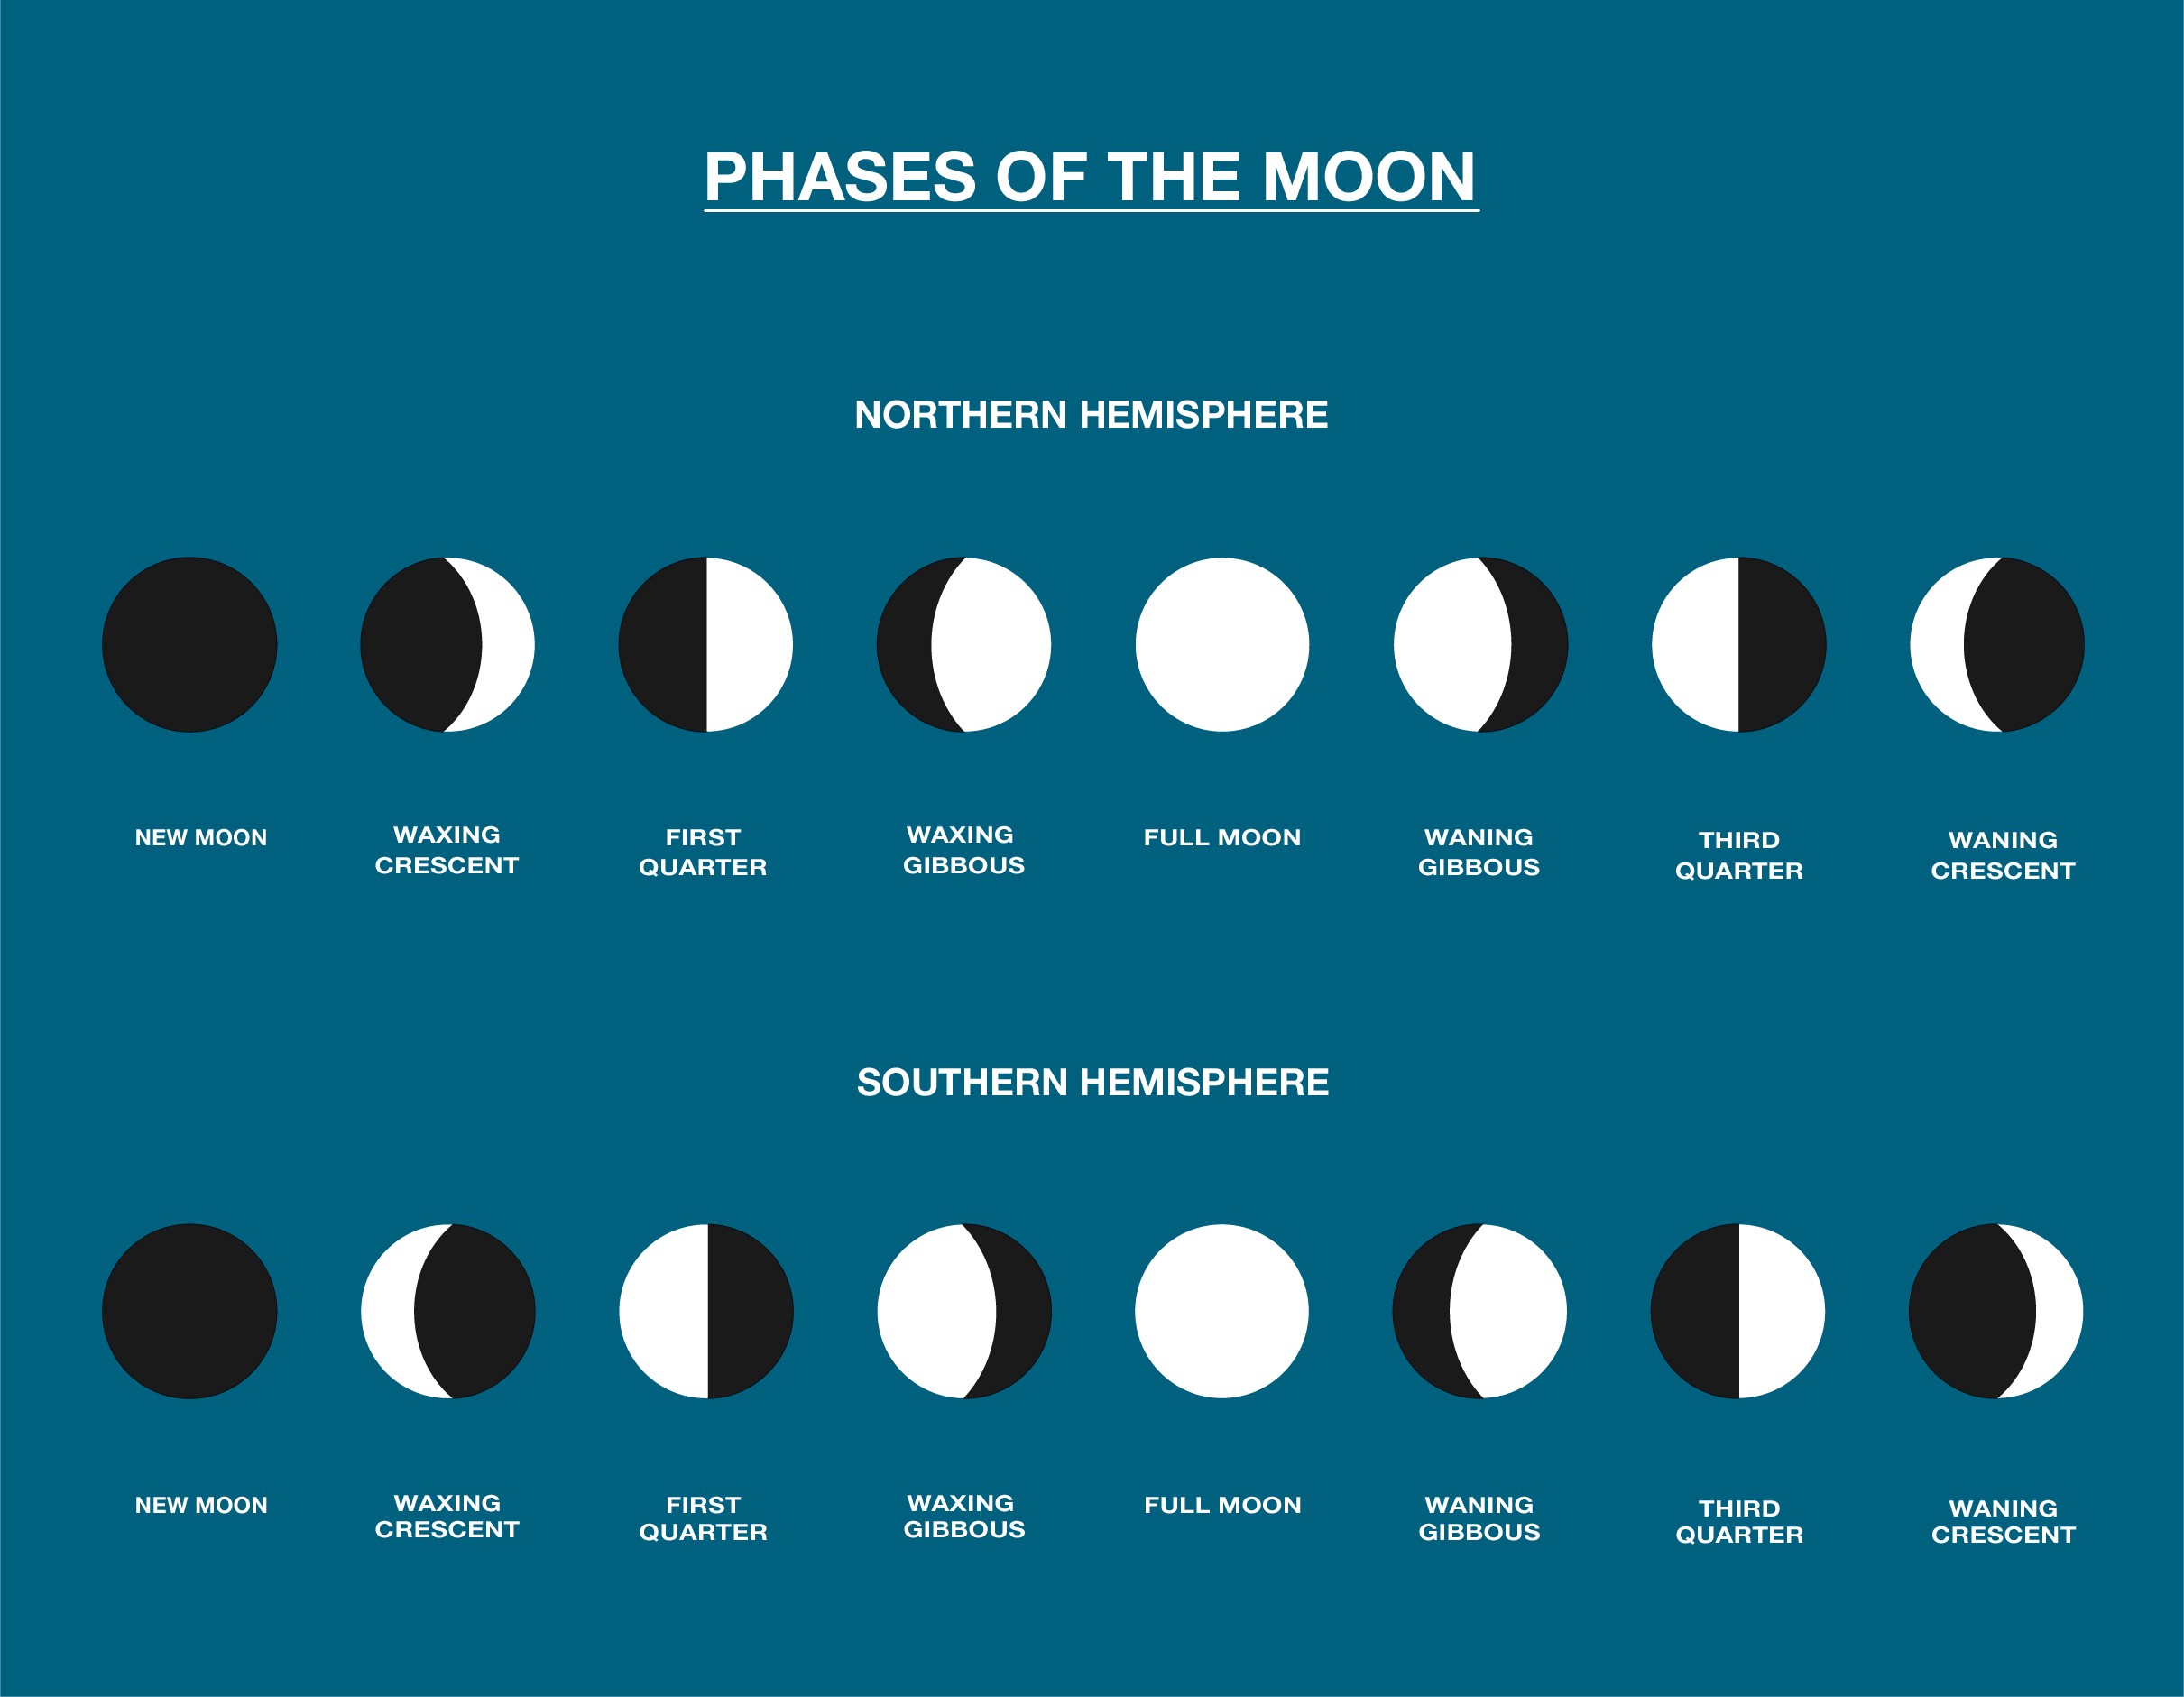 PHASES OF THE MOON
NORTHERN HEMISPHERE
NEW MOON
WAXING
CRESCENT
FIRST
QUARTER
WAXING
GIBBOUS
FULL MOON
WANING
GIBBOUS
THIRD
QUARTER
WANING
CRESCENT
SOUTHERN HEMISPHERE
NEW MOON
WAXING
CRESCENT
FIRST
QUARTER
WAXING
GIBBOUS
FULL MOON
WANING
GIBBOUS
THIRD
QUARTER
WANING
CRESCENT